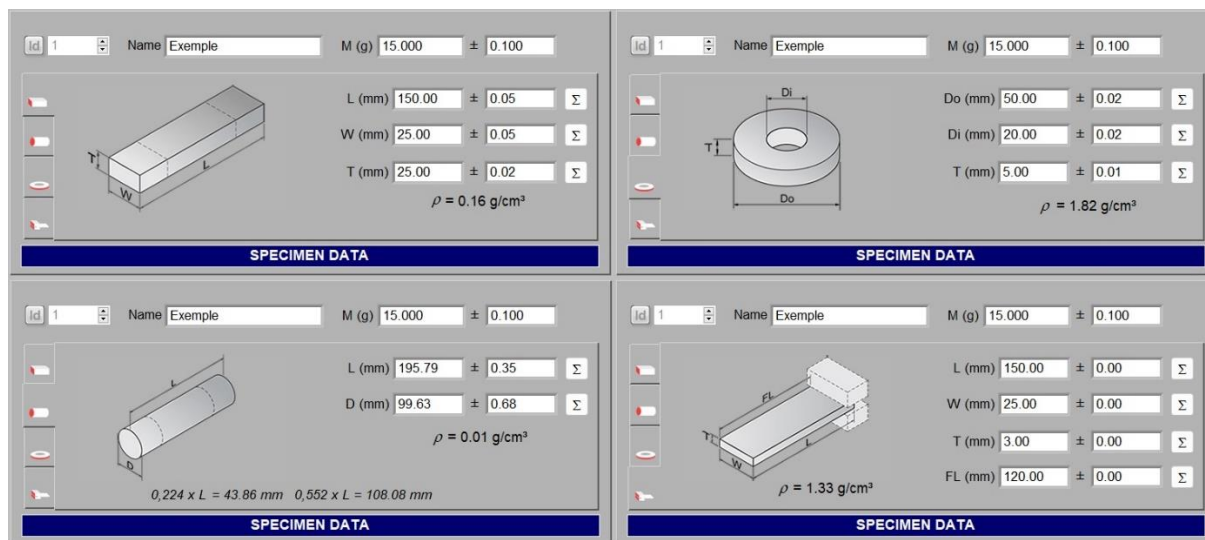 Id 1 Name Exemple M (g) 15.000 ± 0.100
L (mm) 150.00 ± 0.05 Σ
W (mm) 25.00 ± 0.05 Σ
T (mm) 25.00 ± 0.02 Σ
ρ = 0.16 g/cm³
T W L
SPECIMEN DATA
Id 1 Name Exemple M (g) 15.000 ± 0.100
Do (mm) 50.00 ± 0.02 Σ
Di (mm) 20.00 ± 0.02 Σ
T (mm) 5.00 ± 0.01 Σ
ρ = 1.82 g/cm³
Di
T
Do
SPECIMEN DATA
Id 1 Name Exemple M (g) 15.000 ± 0.100
L (mm) 195.79 ± 0.35 Σ
D (mm) 99.63 ± 0.68 Σ
ρ = 0.01 g/cm³
L
D
0,224 x L = 43.86 mm 0,552 x L = 108.08 mm
SPECIMEN DATA
Id 1 Name Exemple M (g) 15.000 ± 0.100
L (mm) 150.00 ± 0.00 Σ
W (mm) 25.00 ± 0.00 Σ
T (mm) 3.00 ± 0.00 Σ
FL (mm) 120.00 ± 0.00 Σ
FL
T
W
L
ρ = 1.33 g/cm³
SPECIMEN DATA